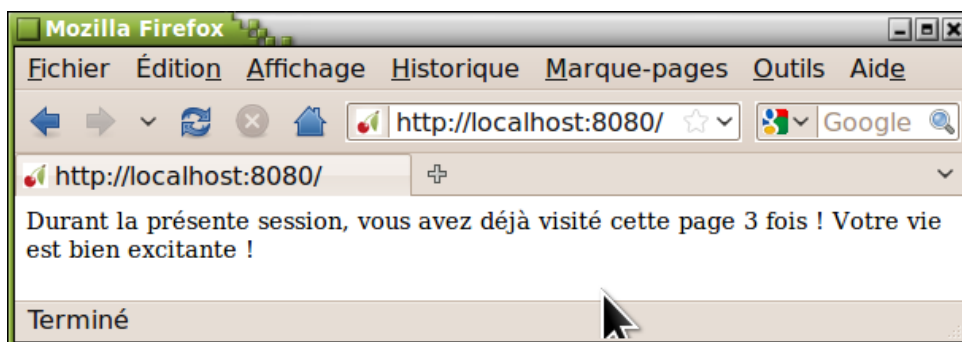 Mozilla Firefox
Fichier Édition Affichage Historique Marque-pages Outils Aide
http://localhost:8080/ Google
http://localhost:8080/
Durant la présente session, vous avez déjà visité cette page 3 fois ! Votre vie
est bien excitante !
Terminé